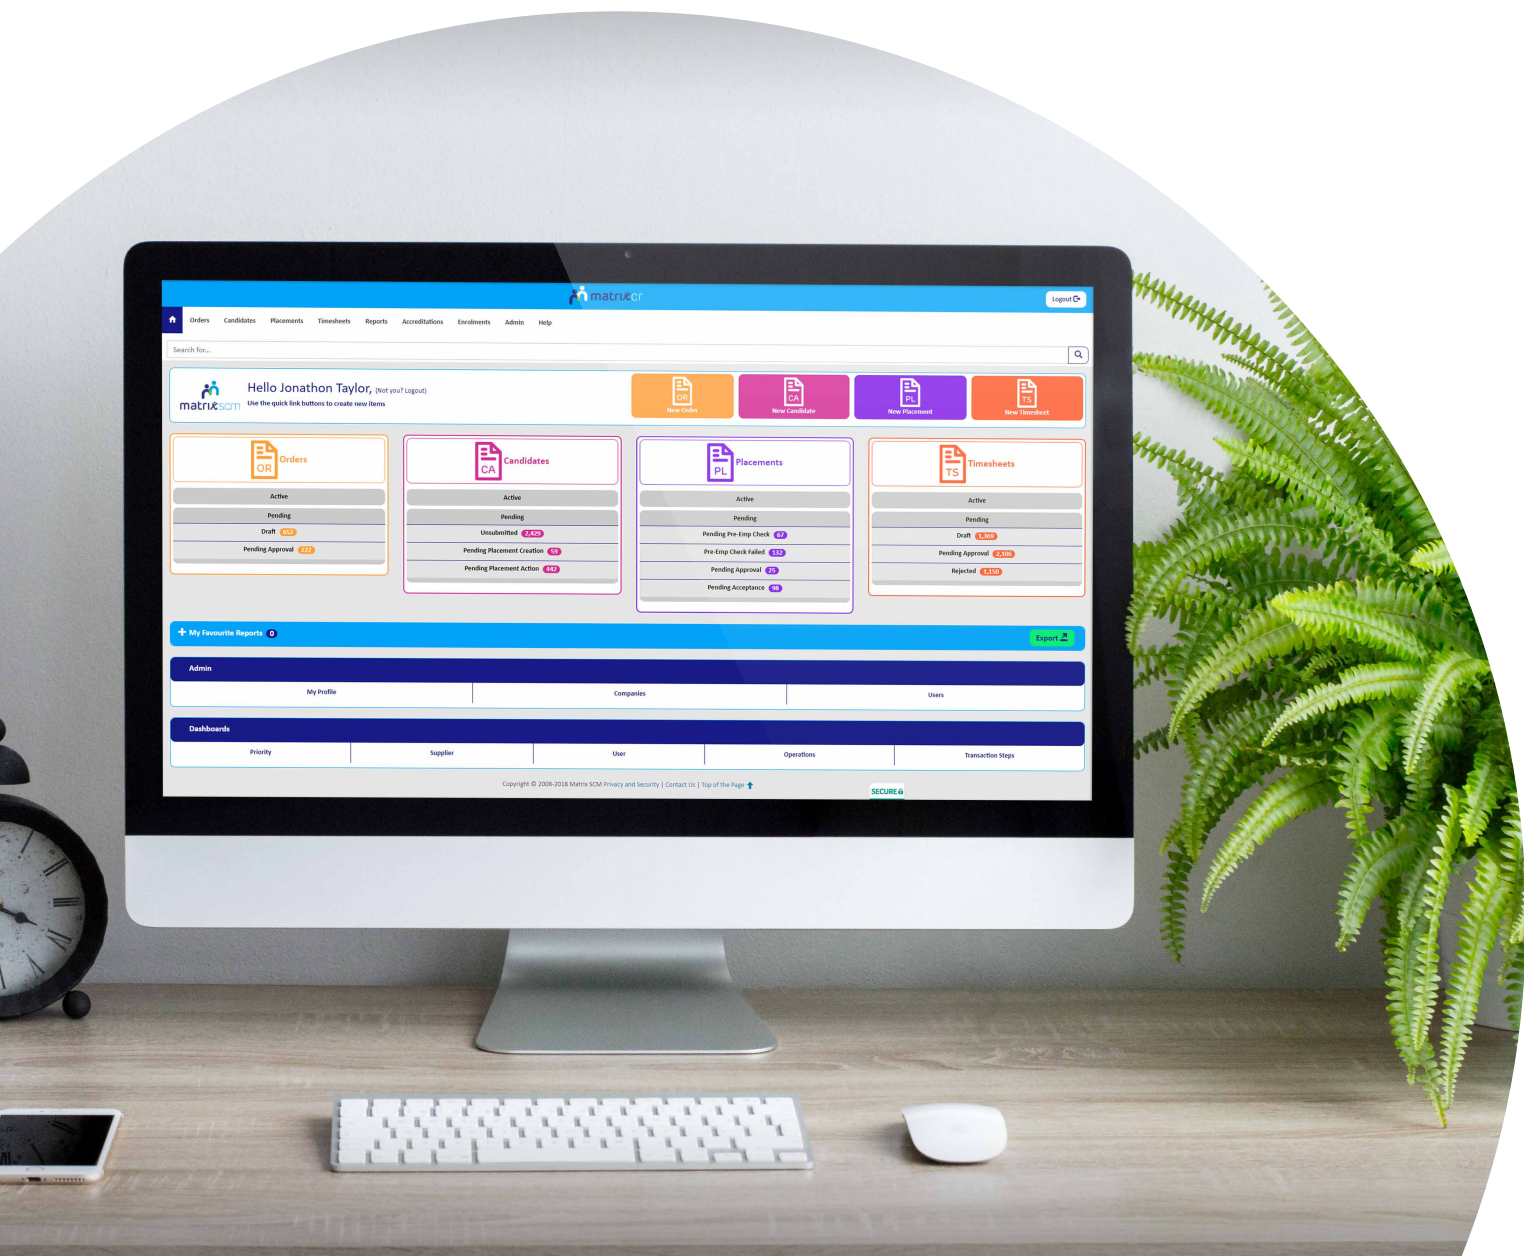 matrixcr
Logout
Orders Candidates Placements Timesheets Reports Accreditations Enrolments Admin Help
Search for...
matrixscm
Hello Jonathon Taylor, (Not you? Logout)
Use the quick link buttons to create new items
OR
New Order
CA
New Candidate
PL
New Placement
TS
New Timesheet
OR Orders
Active
Pending
Draft 652
Pending Approval 222
CA Candidates
Active
Pending
Unsubmitted 2,429
Pending Placement Creation 59
Pending Placement Action 442
PL Placements
Active
Pending
Pending Pre-Emp Check 67
Pre-Emp Check Failed 132
Pending Approval 25
Pending Acceptance 98
TS Timesheets
Active
Pending
Draft 1,369
Pending Approval 2,106
Rejected 1,150
+ My Favourite Reports 0
Export
Admin
My Profile Companies Users
Dashboards
Priority Supplier User Operations Transaction Steps
Copyright © 2008-2018 Matrix SCM Privacy and Security | Contact Us | Top of the Page
SECURE